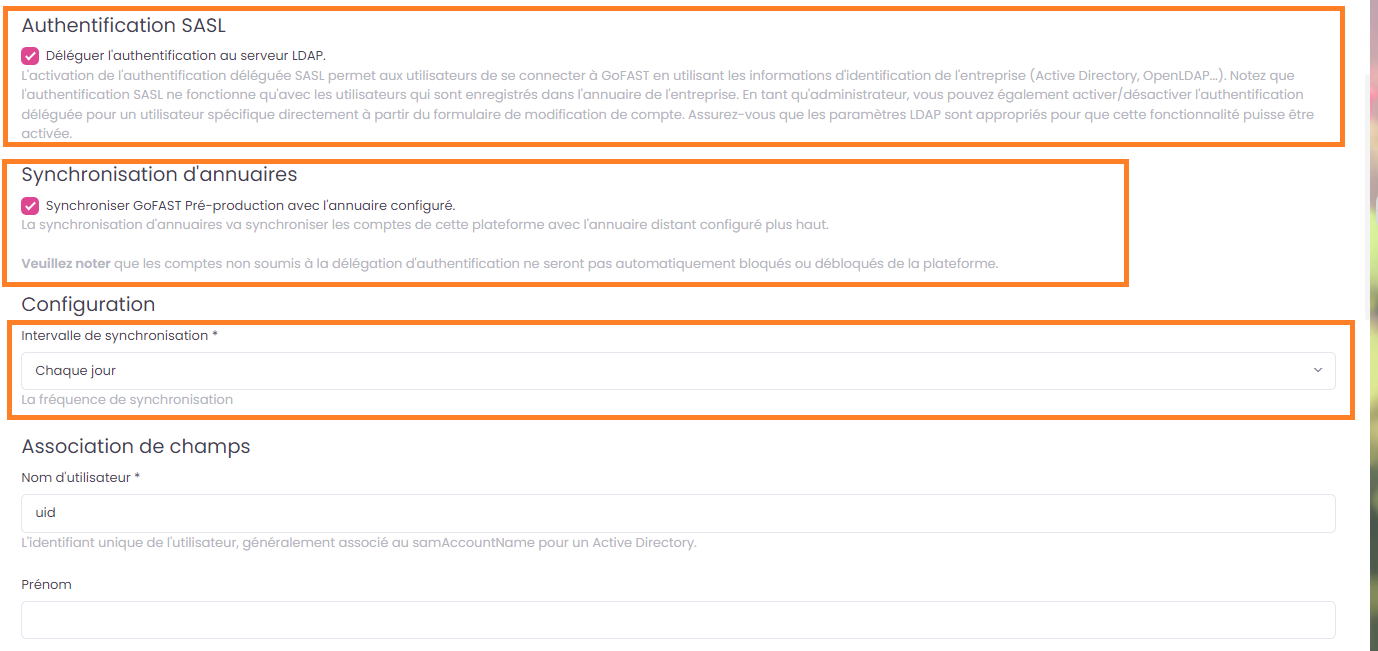 Authentification SASL
Déléguer l'authentification au serveur LDAP.
L'activation de l'authentification déléguée SASL permet aux utilisateurs de se connecter à GoFAST en utilisant les informations d'identification de l'entreprise (Active Directory, OpenLDAP...). Notez que
l'authentification SASL ne fonctionne qu'avec les utilisateurs qui sont enregistrés dans l'annuaire de l'entreprise. En tant qu'administrateur, vous pouvez également activer/désactiver l'authentification
déléguée pour un utilisateur spécifique directement à partir du formulaire de modification de compte. Assurez-vous que les paramètres LDAP sont appropriés pour que cette fonctionnalité puisse être
activée.
Synchronisation d'annuaires
Synchroniser GoFAST Pré-production avec l'annuaire configuré.
La synchronisation d'annuaires va synchroniser les comptes de cette plateforme avec l'annuaire distant configuré plus haut.
Veuillez noter que les comptes non soumis à la délégation d'authentification ne seront pas automatiquement bloqués ou débloqués de la plateforme.
Configuration
Intervalle de synchronisation *
Chaque jour
La fréquence de synchronisation
Association de champs
Nom d'utilisateur *
uid
L'identifiant unique de l'utilisateur, généralement associé au samAccountName pour un Active Directory.
Prénom